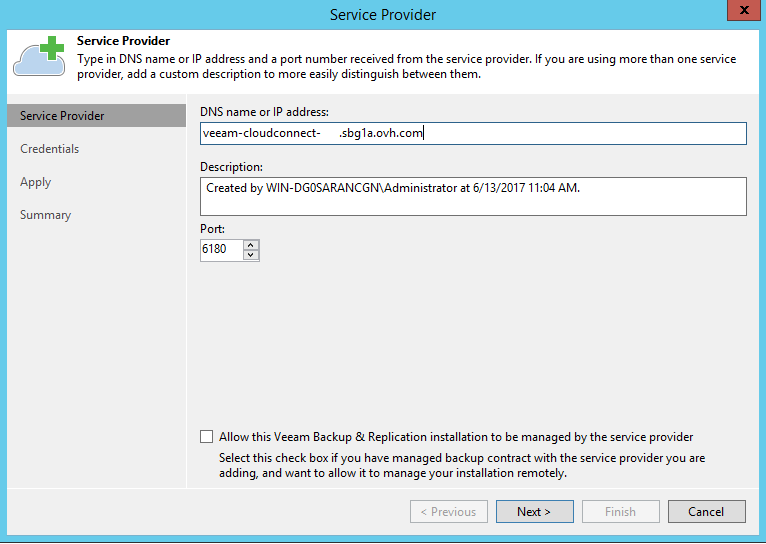 Service Provider
x
Service Provider
Type in DNS name or IP address and a port number received from the service provider. If you are using more than one service
provider, add a custom description to more easily distinguish between them.
Service Provider
Credentials
Apply
Summary
DNS name or IP address:
veeam-cloudconnect- .sbg1a.ovh.com
Description:
Created by WIN-DG0SARANCGN\Administrator at 6/13/2017 11:04 AM.
Port:
6180
Allow this Veeam Backup & Replication installation to be managed by the service provider
Select this check box if you have managed backup contract with the service provider you are
adding, and want to allow it to manage your installation remotely.
< Previous
Next >
Finish
Cancel